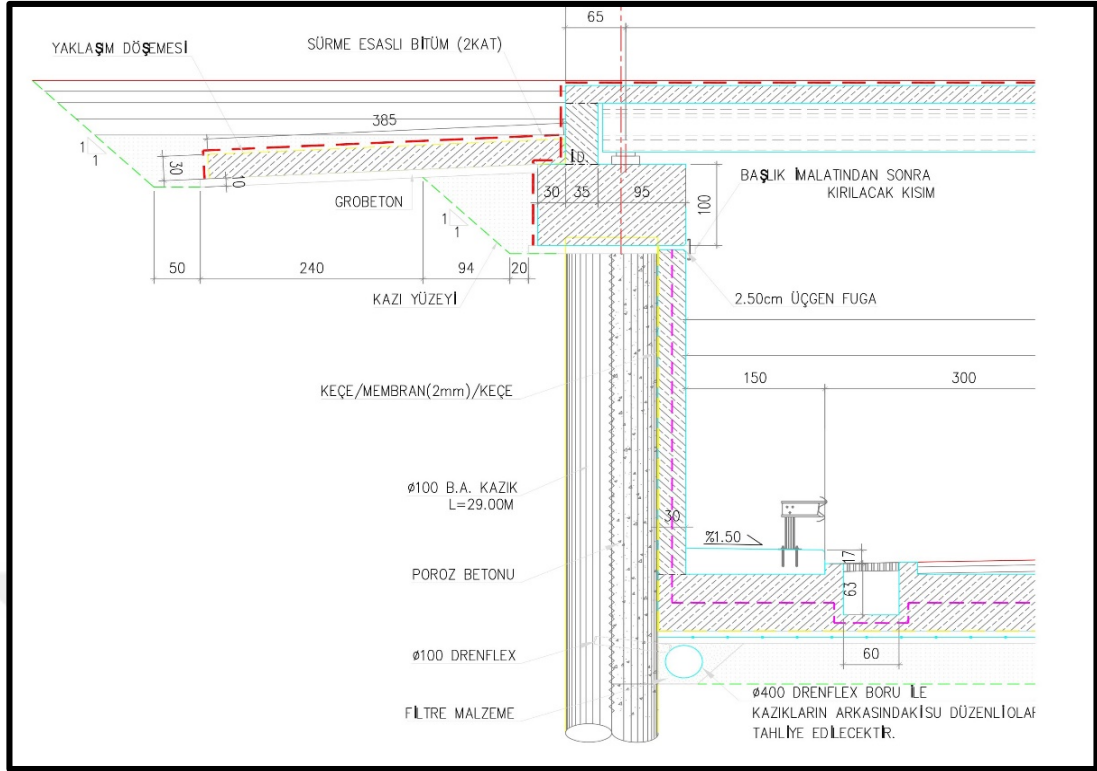 65
YAKLAŞIM DÖŞEMESİ
SÜRME ESASLI BİTÜM (2KAT)
385
1
1
30
10
30
35
95
100
BAŞLIK İMALATINDAN SONRA
KIRILACAK KISIM
GROBETON
1
1
50
240
94
20
KAZI YÜZEYİ
2.50cm ÜÇGEN FUGA
150
300
KEÇE/MEMBRAN(2mm)/KEÇE
ø100 B.A. KAZIK
L=29.00M
30
%1.50
17
POROZ BETONU
63
60
ø100 DRENFLEX
FİLTRE MALZEME
ø400 DRENFLEX BORU İLE
KAZIKLARIN ARKASINDAKİ SU DÜZENLİ OLAR
TAHLİYE EDİLECEKTİR.